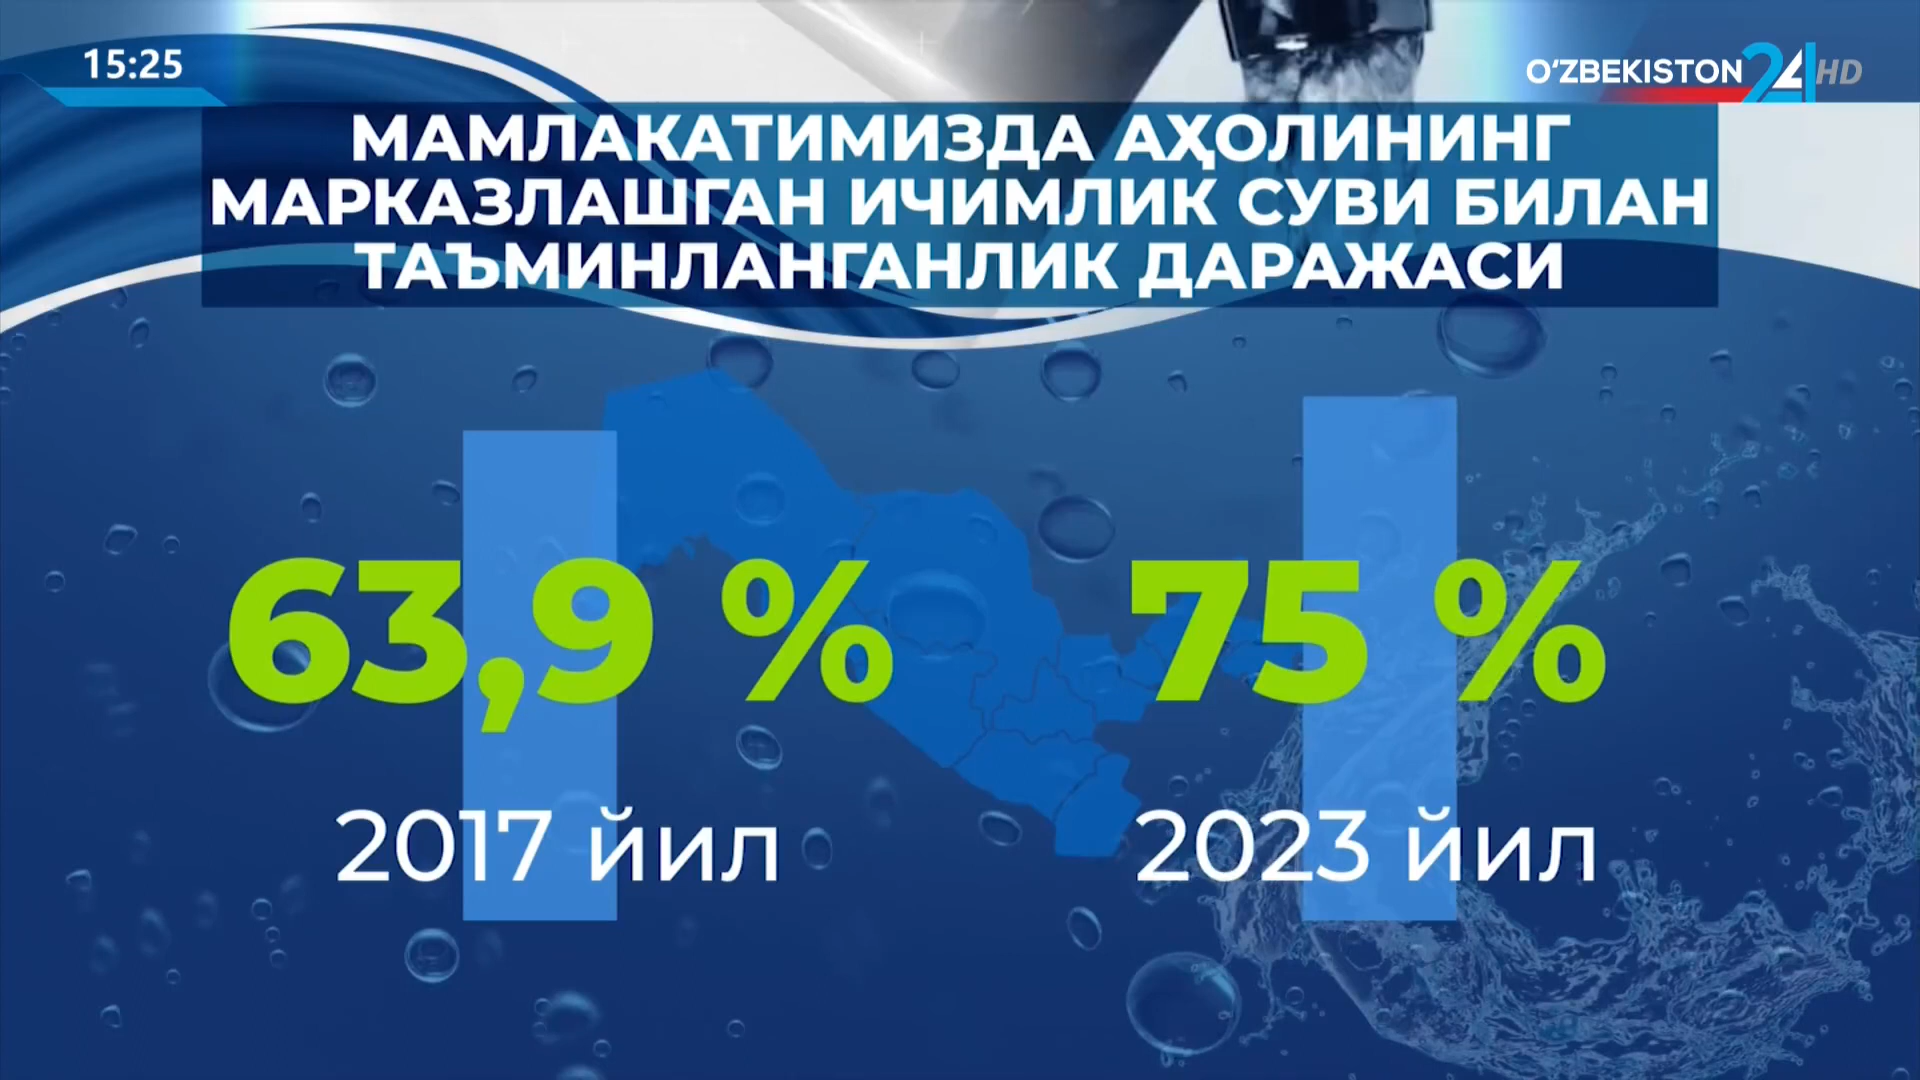 15:25
O‘ZBEKISTON 24 HD
МАМЛАКАТИМИЗДА АҲОЛИНИНГ
МАРКАЗЛАШГАН ИЧИМЛИК СУВИ БИЛАН
ТАЪМИНЛАНГАНЛИК ДАРАЖАСИ
63,9 %
75 %
2017 йил
2023 йил